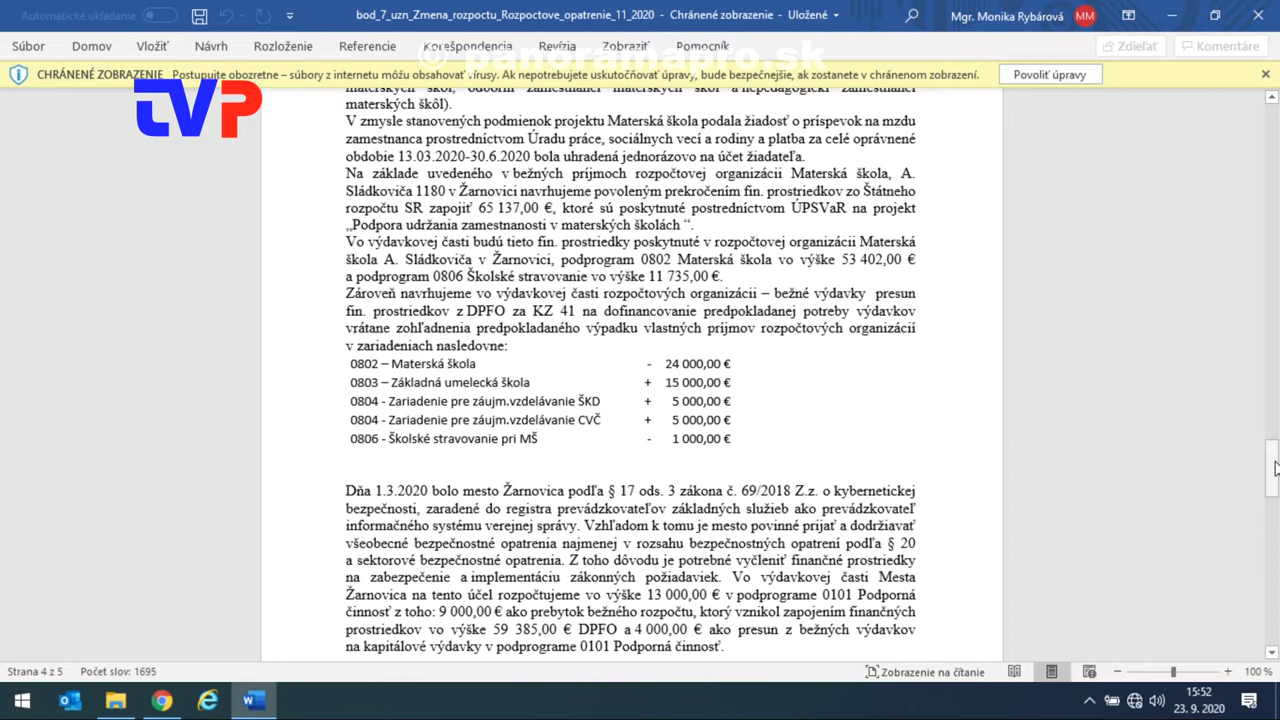 Automatické ukladanie
bod_7_uzn_Zmena_rozpoctu_Rozpoctove_opatrenie_11_2020 - Chránené zobrazenie - Uložené
Mgr. Monika Rybárová MM
Súbor Domov Vložiť Návrh Rozloženie Referencie Korešpondencia Revízia Zobraziť Pomocník Zdieľať Komentáre
© panoramapro.sk
CHRÁNENÉ ZOBRAZENIE Postupujte obozretne – súbory z internetu môžu obsahovať vírusy. Ak nepotrebujete uskutočňovať úpravy, bude bezpečnejšie, ak zostanete v chránenom zobrazení. Povoliť úpravy
TVP
materských škôl, odborní zamestnanci materských škôl a nepedagogickí zamestnanci
materských škôl).
V zmysle stanovených podmienok projektu Materská škola podala žiadosť o príspevok na mzdu
zamestnanca prostredníctvom Úradu práce, sociálnych vecí a rodiny a platba za celé oprávnené
obdobie 13.03.2020-30.6.2020 bola uhradená jednorázovo na účet žiadateľa.
Na základe uvedeného v bežných príjmoch rozpočtovej organizácii Materská škola, A.
Sládkoviča 1180 v Žarnovici navrhujeme povoleným prekročením fin. prostriedkov zo Štátneho
rozpočtu SR zapojiť 65 137,00 €, ktoré sú poskytnuté postredníctvom ÚPSVaR na projekt
„Podpora udržania zamestnanosti v materských školách “.
Vo výdavkovej časti budú tieto fin. prostriedky poskytnuté v rozpočtovej organizácii Materská
škola A. Sládkoviča v Žarnovici, podprogram 0802 Materská škola vo výške 53 402,00 €
a podprogram 0806 Školské stravovanie vo výške 11 735,00 €.
Zároveň navrhujeme vo výdavkovej časti rozpočtových organizácií – bežné výdavky presun
fin. prostriedkov z DPFO za KZ 41 na dofinancovanie predpokladanej potreby výdavkov
vrátane zohľadnenia predpokladaného výpadku vlastných príjmov rozpočtových organizácií
v zariadeniach nasledovne:
0802 – Materská škola - 24 000,00 €
0803 – Základná umelecká škola + 15 000,00 €
0804 - Zariadenie pre záujm.vzdelávanie ŠKD + 5 000,00 €
0804 - Zariadenie pre záujm.vzdelávanie CVČ + 5 000,00 €
0806 - Školské stravovanie pri MŠ - 1 000,00 €
Dňa 1.3.2020 bolo mesto Žarnovica podľa § 17 ods. 3 zákona č. 69/2018 Z.z. o kybernetickej
bezpečnosti, zaradené do registra prevádzkovateľov základných služieb ako prevádzkovateľ
informačného systému verejnej správy. Vzhľadom k tomu je mesto povinné prijať a dodržiavať
všeobecné bezpečnostné opatrenia najmenej v rozsahu bezpečnostných opatrení podľa § 20
a sektorové bezpečnostné opatrenia. Z toho dôvodu je potrebné vyčleniť finančné prostriedky
na zabezpečenie a implementáciu zákonných požiadaviek. Vo výdavkovej časti Mesta
Žarnovica na tento účel rozpočtujeme vo výške 13 000,00 € v podprograme 0101 Podporná
činnosť z toho: 9 000,00 € ako prebytok bežného rozpočtu, ktorý vznikol zapojením finančných
prostriedkov vo výške 59 385,00 € DPFO a 4 000,00 € ako presun z bežných výdavkov
na kapitálové výdavky v podprograme 0101 Podporná činnosť.
Strana 4 z 5 Počet slov: 1695 Zobrazenie na čítanie 100 %
15:52
23. 9. 2020